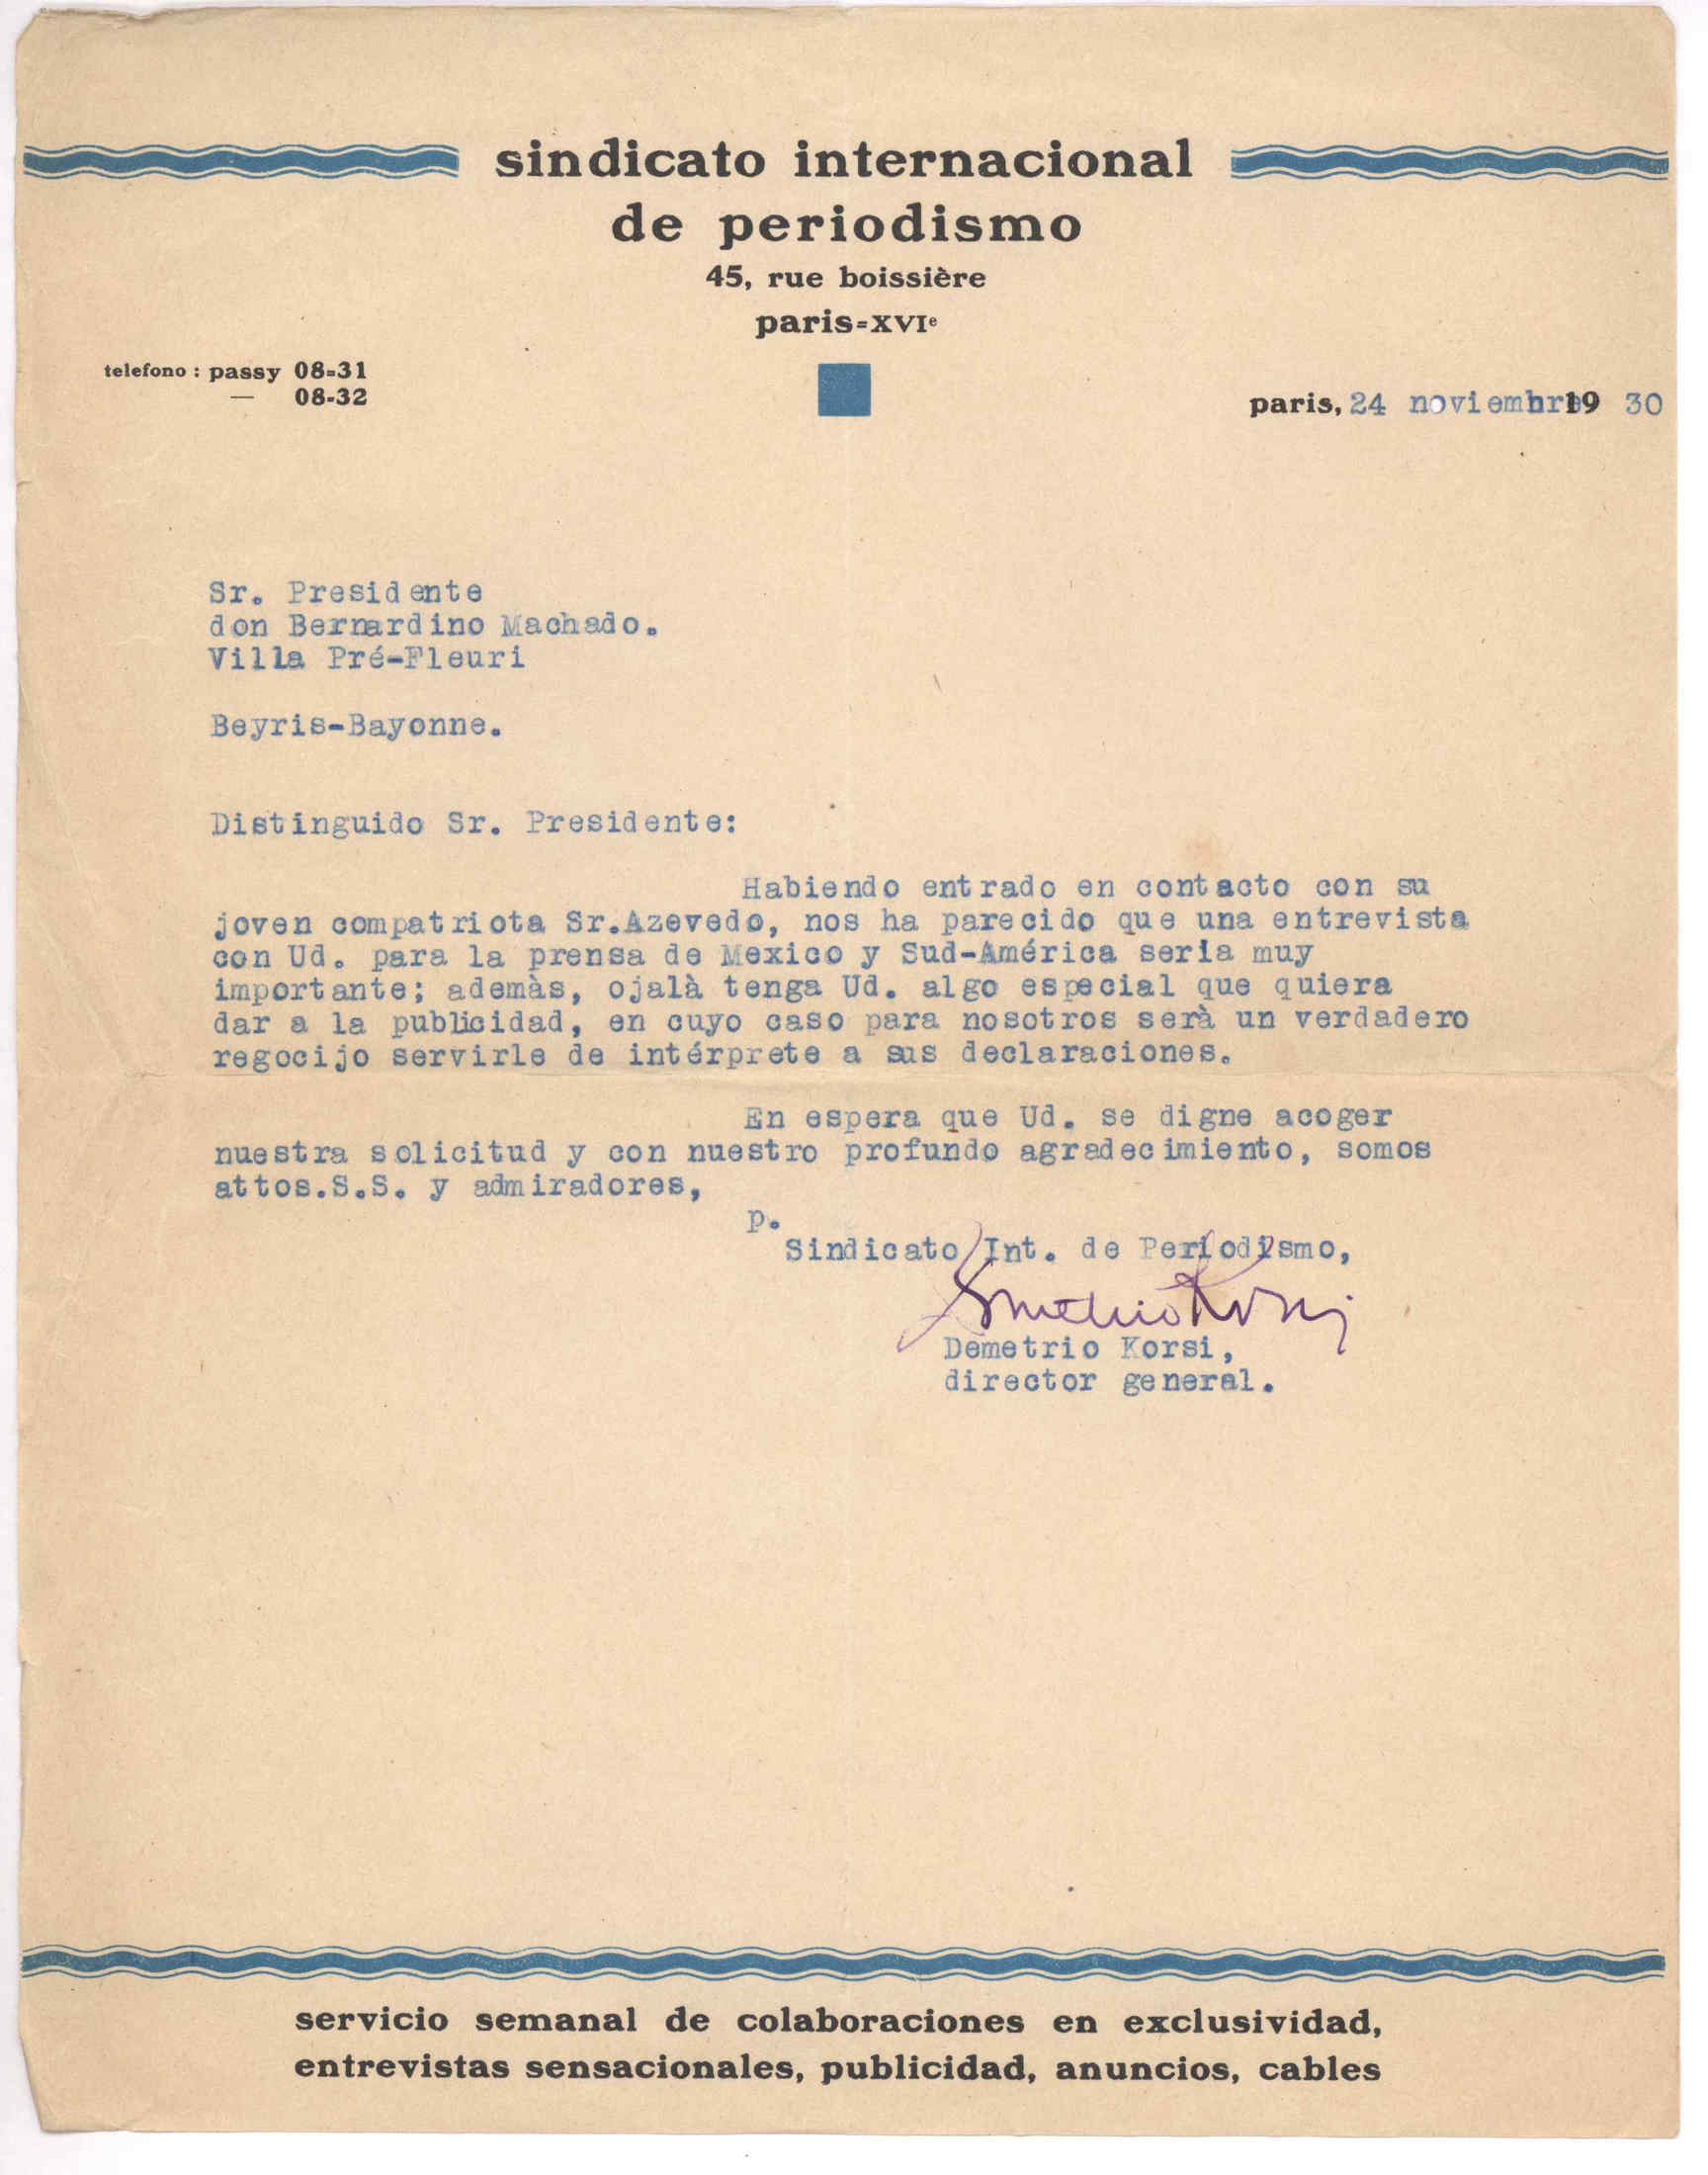 sindicato internacional
de periodismo
45, rue boissière
paris=XVIe
telefono : passy 08=31
— 08-32
paris, 24 noviembre 19 30
Sr. Presidente
don Bernardino Machado.
Villa Pré-Fleuri
Beyris-Bayonne.
Distinguido Sr. Presidente:
Habiendo entrado en contacto con su
joven compatriota Sr.Azevedo, nos ha parecido que una entrevista
con Ud. para la prensa de Mexico y Sud-América seria muy
importante; ademàs, ojalà tenga Ud. algo especial que quiera
dar a la publicidad, en cuyo caso para nosotros serà un verdadero
regocijo servirle de intérprete a sus declaraciones.
En espera que Ud. se digne acoger
nuestra solicitud y con nuestro profundo agradecimiento, somos
attos.S.S. y admiradores,
p.
Sindicato Int. de Periodismo,
Demetrio Korsi
Demetrio Korsi,
director general.
servicio semanal de colaboraciones en exclusividad,
entrevistas sensacionales, publicidad, anuncios, cables